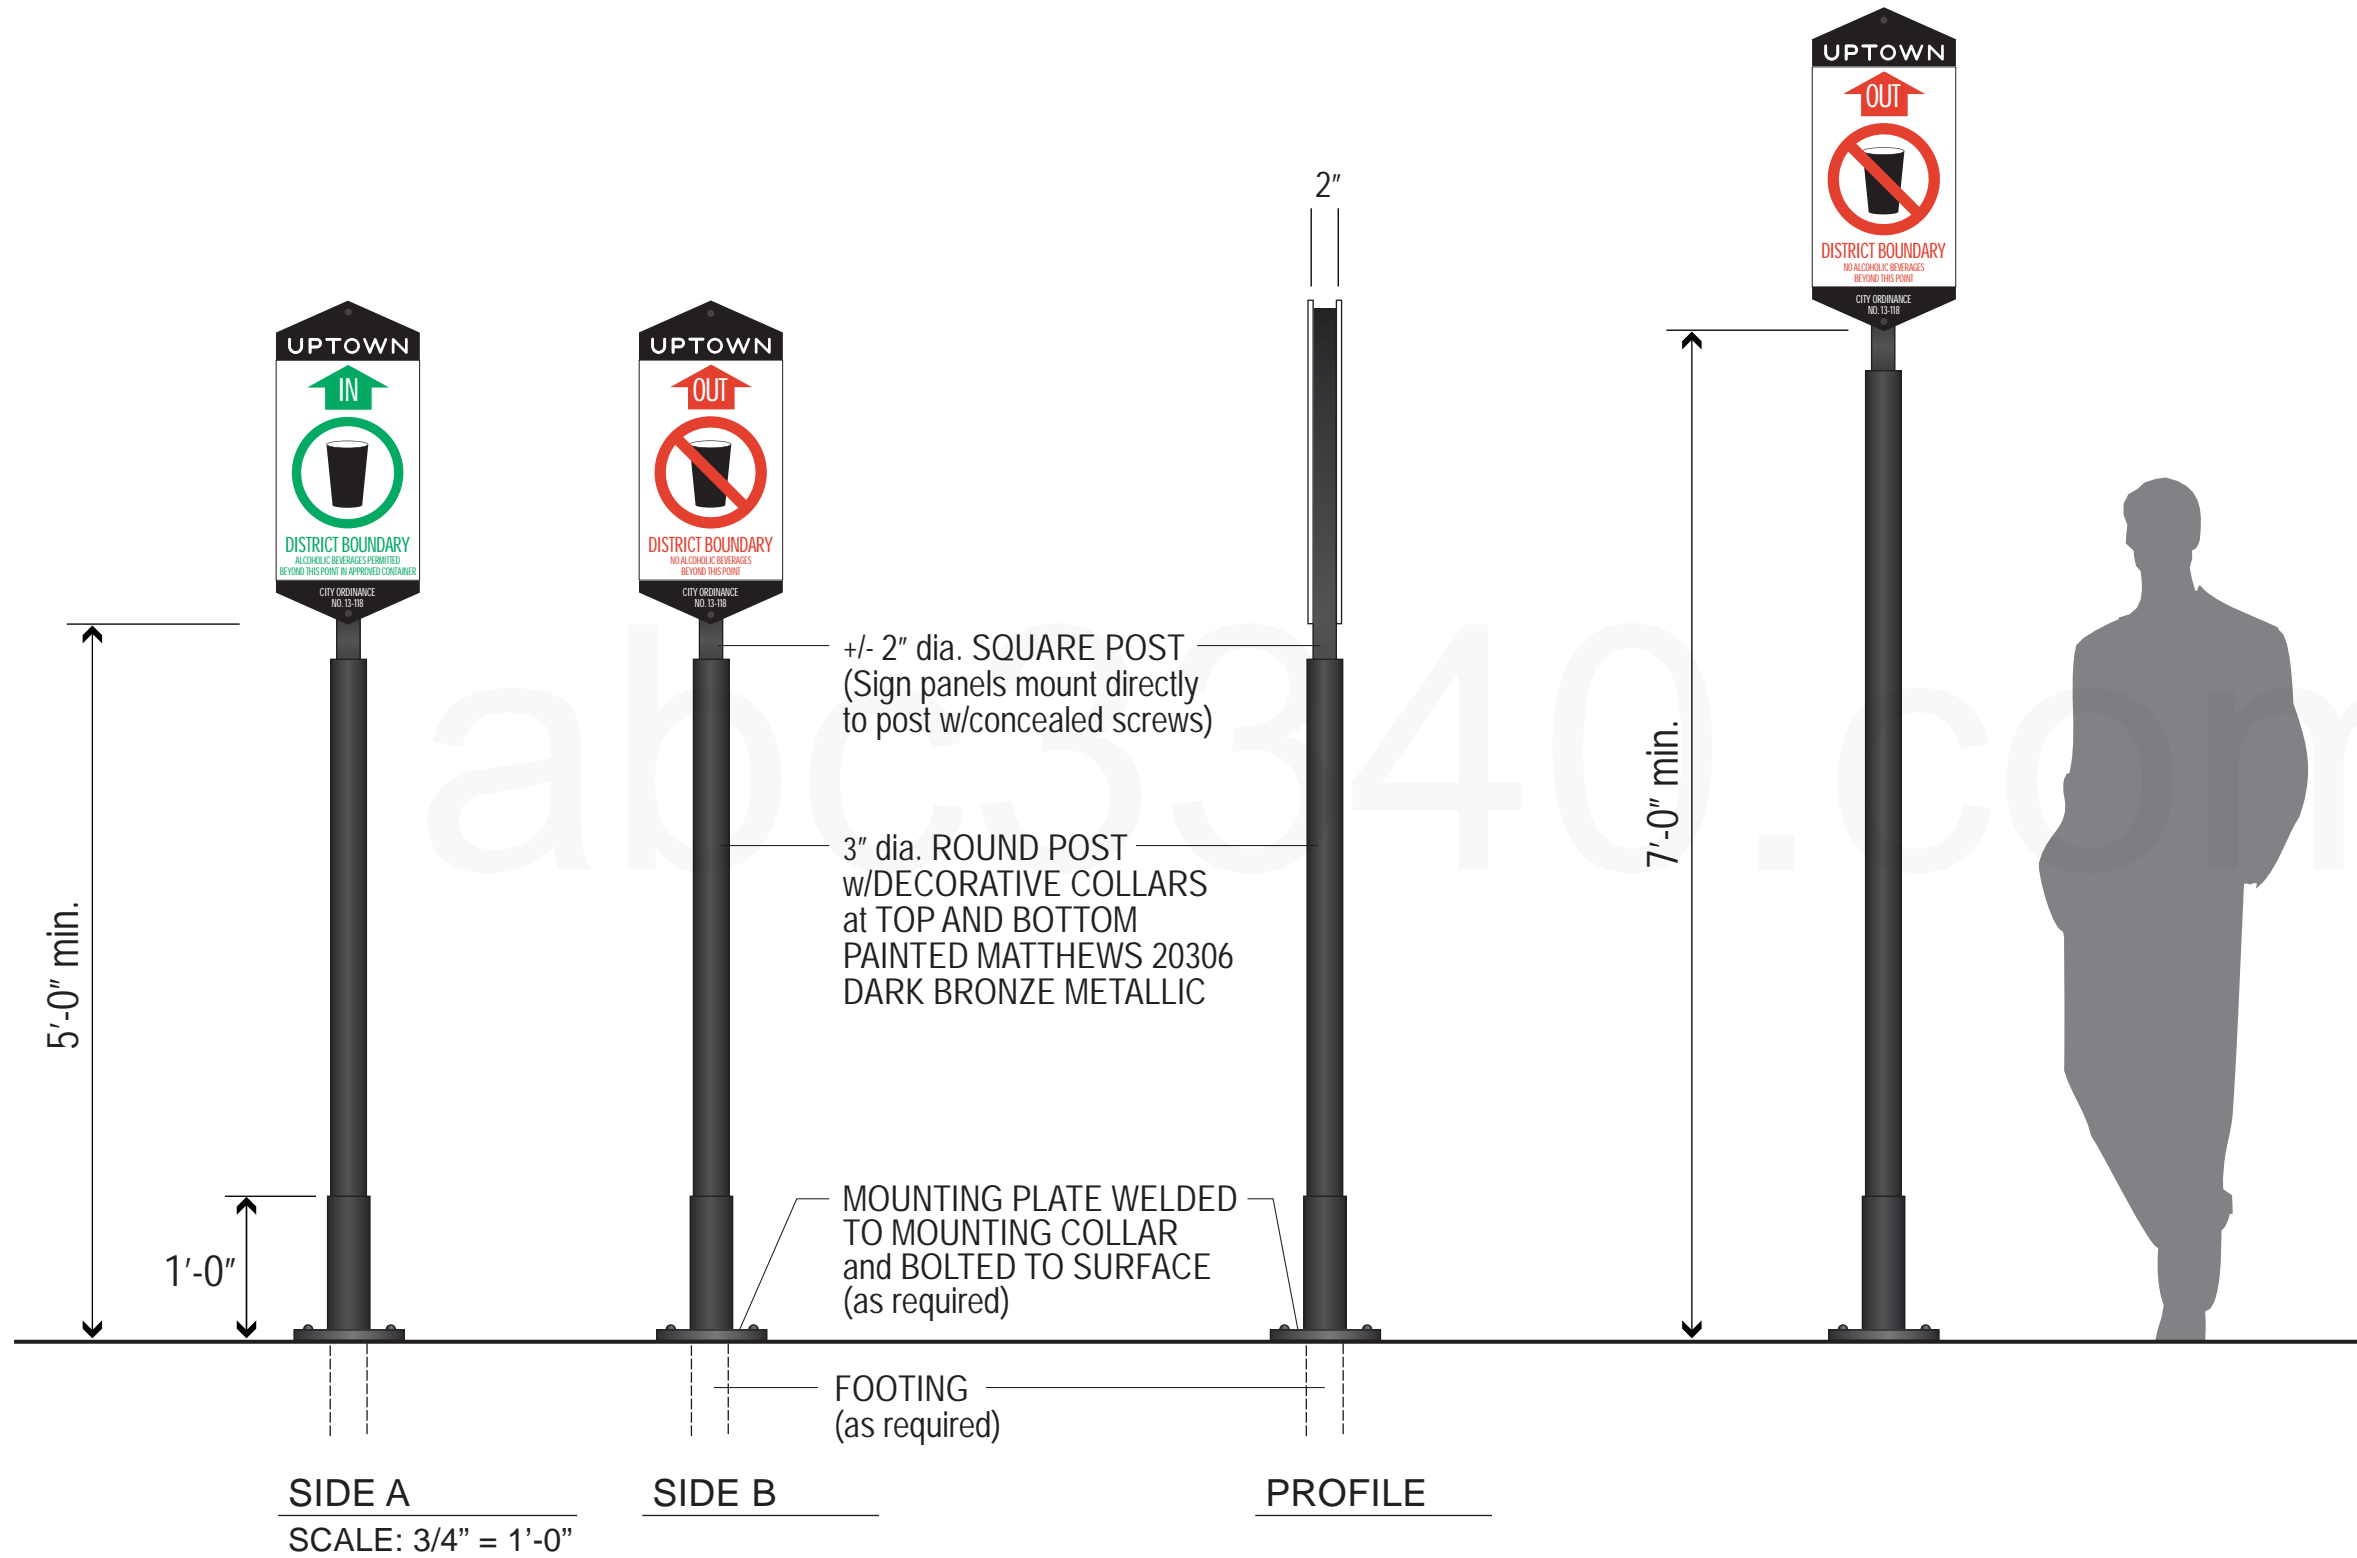 UPTOWN
IN
DISTRICT BOUNDARY
ALCOHOLIC BEVERAGES PERMITTED
BEYOND THIS POINT IN APPROVED CONTAINER
CITY ORDINANCE
NO. 13-118
5'-0" min.
1'-0"
UPTOWN
OUT
DISTRICT BOUNDARY
NO ALCOHOLIC BEVERAGES
BEYOND THIS POINT
CITY ORDINANCE
NO. 13-118
+/- 2" dia. SQUARE POST
(Sign panels mount directly
to post w/concealed screws)
3" dia. ROUND POST
w/DECORATIVE COLLARS
at TOP AND BOTTOM
PAINTED MATTHEWS 20306
DARK BRONZE METALLIC
MOUNTING PLATE WELDED
TO MOUNTING COLLAR
and BOLTED TO SURFACE
(as required)
FOOTING
(as required)
2"
UPTOWN
OUT
DISTRICT BOUNDARY
NO ALCOHOLIC BEVERAGES
BEYOND THIS POINT
CITY ORDINANCE
NO. 13-118
7'-0" min.
abc3340.com
SIDE A
SCALE: 3/4” = 1’-0”
SIDE B
PROFILE